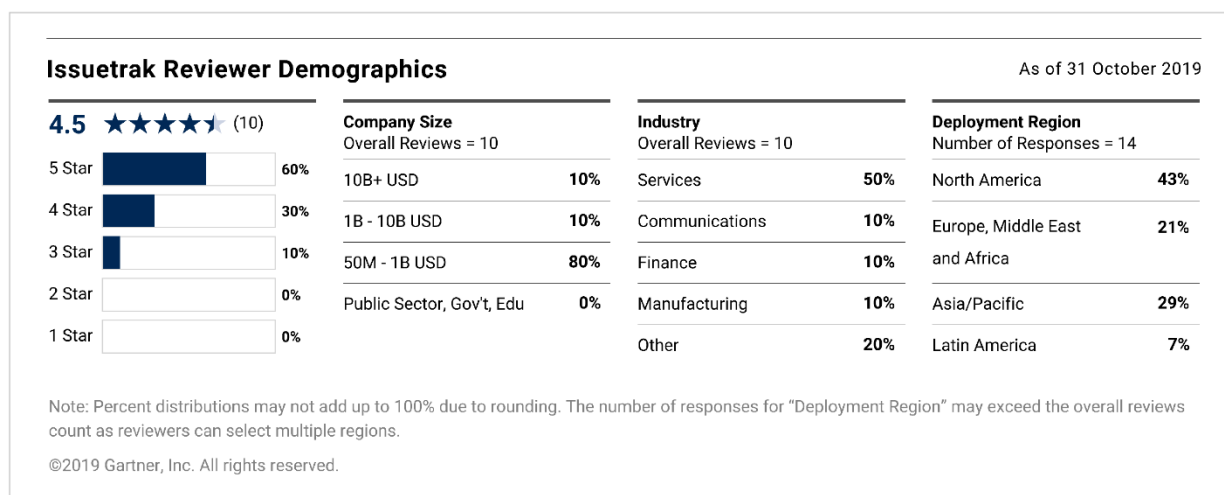 Issuetrak Reviewer Demographics
As of 31 October 2019
4.5 (10)
5 Star 60%
4 Star 30%
3 Star 10%
2 Star 0%
1 Star 0%
Company Size
Overall Reviews = 10
10B+ USD 10%
1B - 10B USD 10%
50M - 1B USD 80%
Public Sector, Gov't, Edu 0%
Industry
Overall Reviews = 10
Services 50%
Communications 10%
Finance 10%
Manufacturing 10%
Other 20%
Deployment Region
Number of Responses = 14
North America 43%
Europe, Middle East 21%
and Africa
Asia/Pacific 29%
Latin America 7%
Note: Percent distributions may not add up to 100% due to rounding. The number of responses for “Deployment Region” may exceed the overall reviews
count as reviewers can select multiple regions.
©2019 Gartner, Inc. All rights reserved.